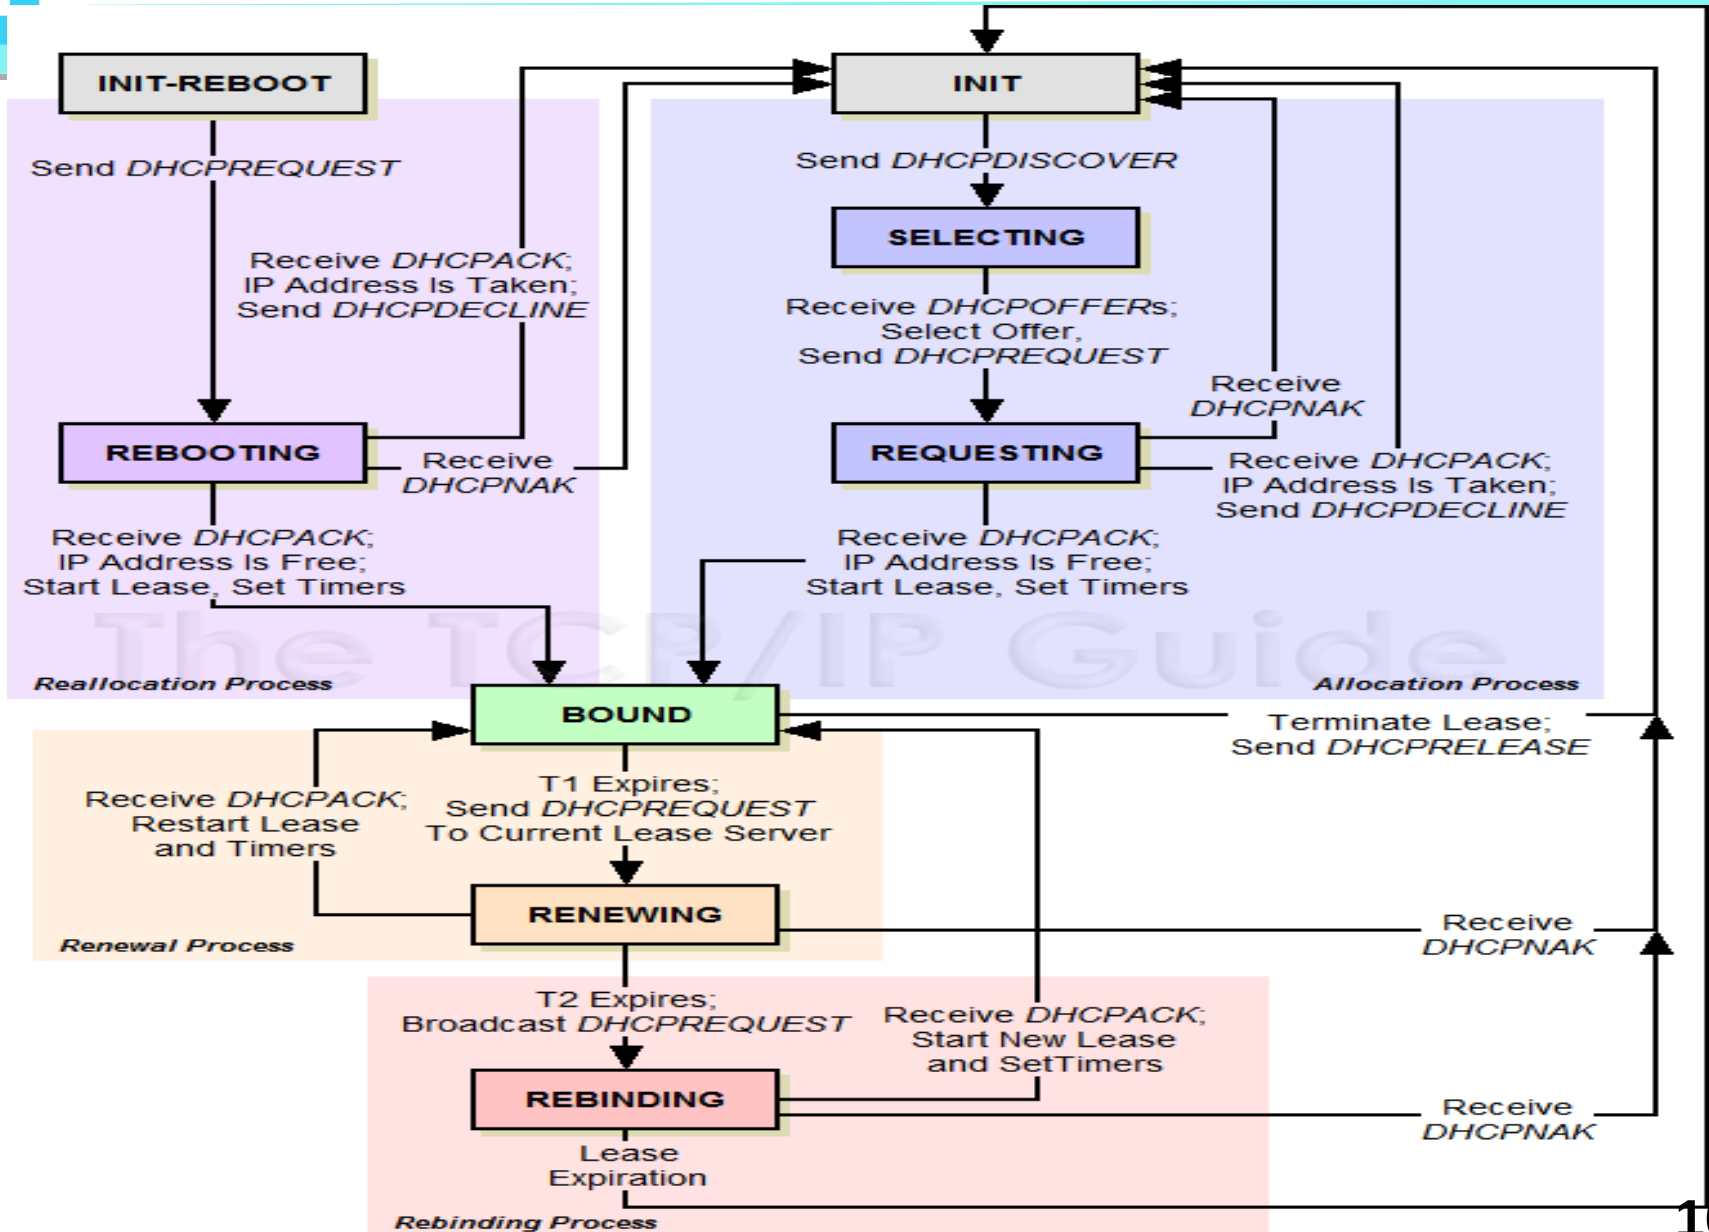 INIT-REBOOT
INIT
Send DHCPREQUEST
Send DHCPDISCOVER
SELECTING
Receive DHCPACK;
IP Address Is Taken;
Send DHCPDECLINE
Receive DHCPOFFERs;
Select Offer,
Send DHCPREQUEST
Receive
DHCPNAK
REBOOTING
Receive
DHCPNAK
REQUESTING
Receive DHCPACK;
IP Address Is Taken;
Send DHCPDECLINE
Receive DHCPACK;
IP Address Is Free;
Start Lease, Set Timers
Receive DHCPACK;
IP Address Is Free;
Start Lease, Set Timers
The TCP/IP Guide
Reallocation Process
Allocation Process
BOUND
Terminate Lease;
Send DHCPRELEASE
Receive DHCPACK;
Restart Lease
and Timers
T1 Expires;
Send DHCPREQUEST
To Current Lease Server
RENEWING
Renewal Process
Receive
DHCPNAK
T2 Expires;
Broadcast DHCPREQUEST
Receive DHCPACK;
Start New Lease
and SetTimers
REBINDING
Receive
DHCPNAK
Lease
Expiration
Rebinding Process